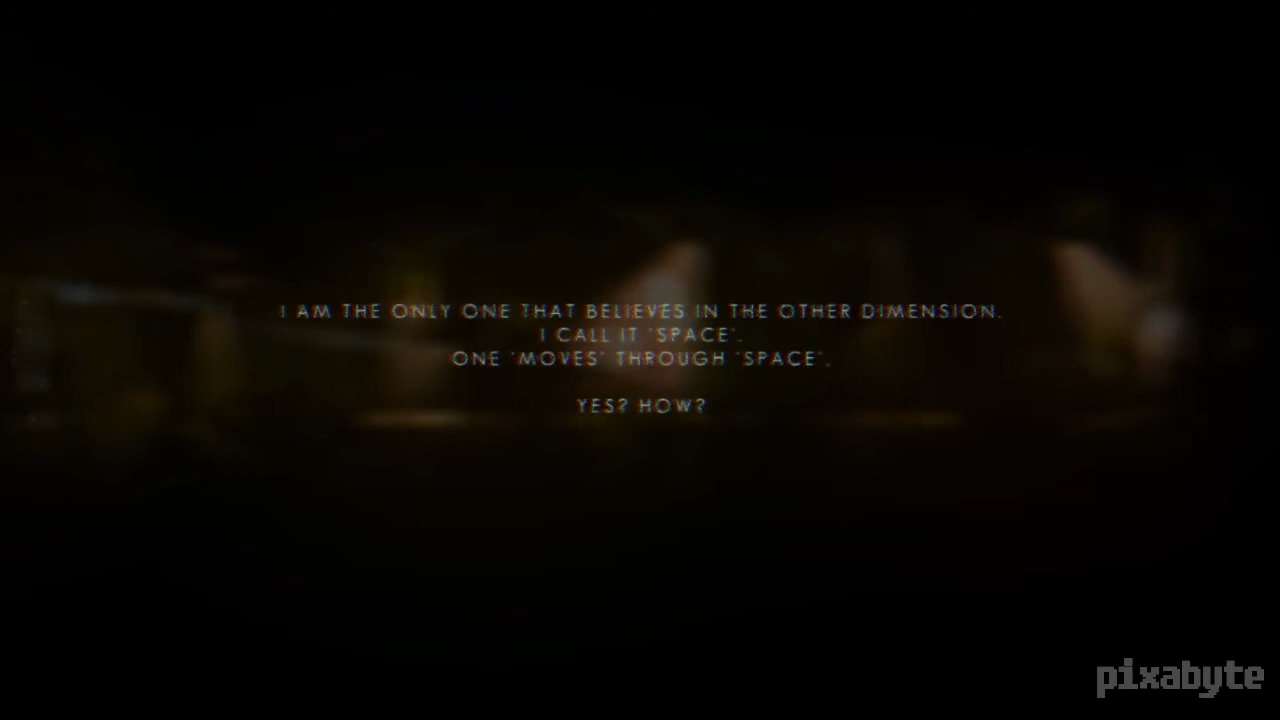 I AM THE ONLY ONE THAT BELIEVES IN THE OTHER DIMENSION.
I CALL IT 'SPACE'.
ONE 'MOVES' THROUGH 'SPACE'.
YES? HOW?
pixabyte